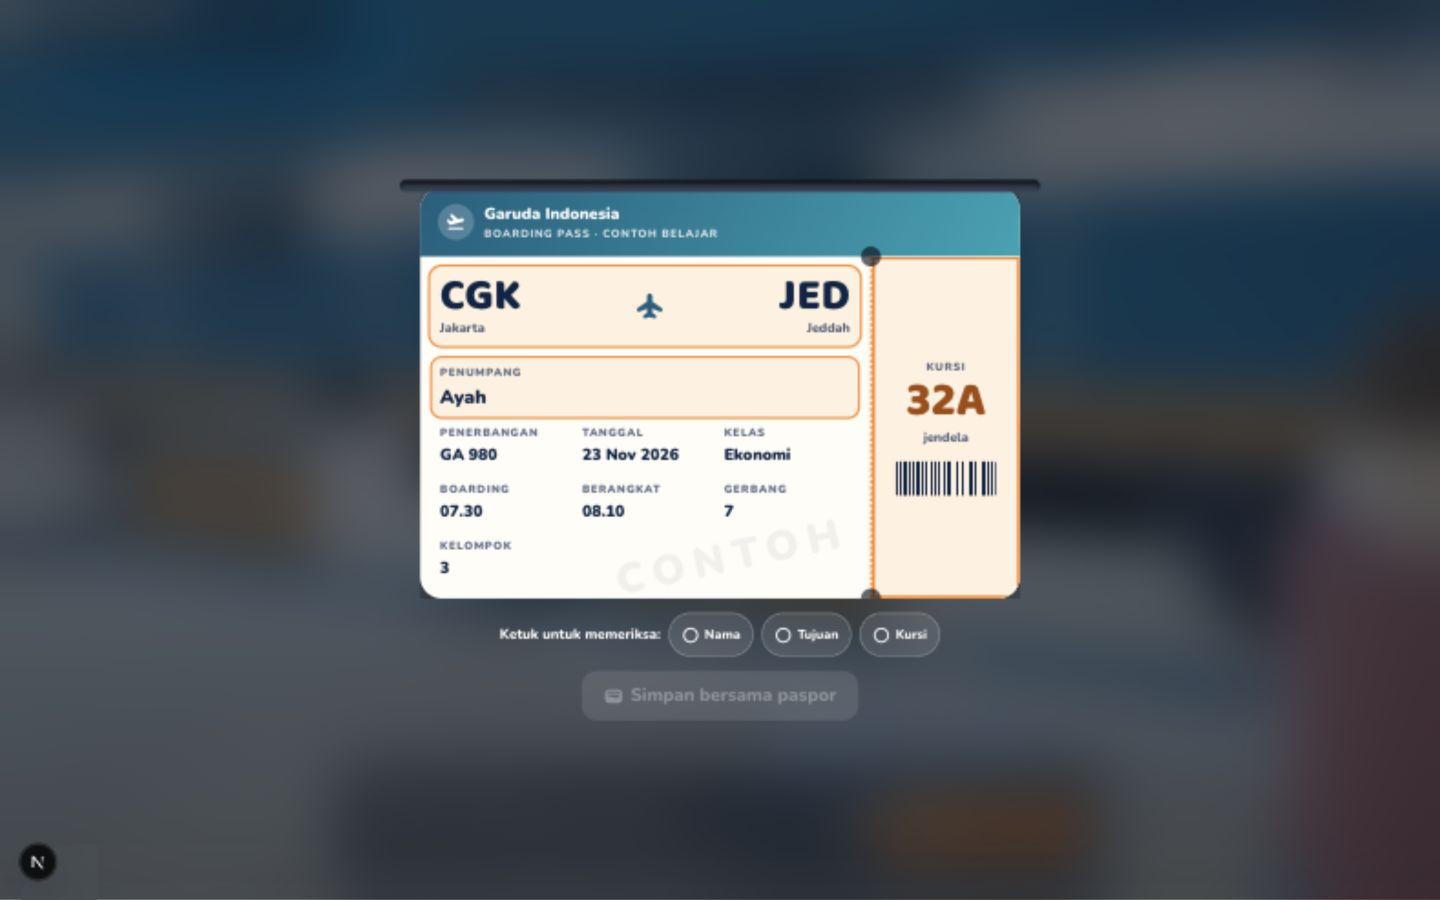 Garuda Indonesia
BOARDING PASS · CONTOH BELAJAR
CGK
JED
Jakarta
Jeddah
PENUMPANG
Ayah
PENERBANGAN
TANGGAL
KELAS
GA 980
23 Nov 2026
Ekonomi
BOARDING
BERANGKAT
GERBANG
07.30
08.10
7
KELOMPOK
3
CONTOH
KURSI
32A
jendela
Ketuk untuk memeriksa:
Nama
Tujuan
Kursi
Simpan bersama paspor
N